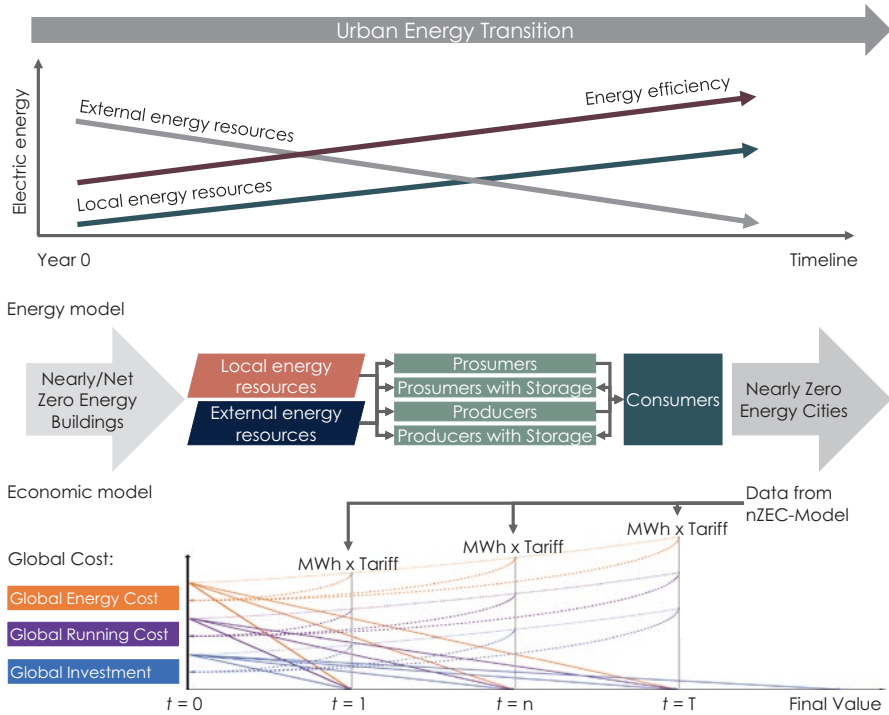 Urban Energy Transition
Electric energy
External energy resources
Energy efficiency
Local energy resources
Year 0
Timeline
Energy model
Nearly/Net
Zero Energy
Buildings
Local energy
resources
External energy
resources
Prosumers
Prosumers with Storage
Producers
Producers with Storage
Consumers
Nearly Zero
Energy Cities
Economic model
Data from
nZEC-Model
Global Cost:
MWh x Tariff
MWh x Tariff
MWh x Tariff
Global Energy Cost
Global Running Cost
Global Investment
t = 0
t = 1
t = n
t = T
Final Value